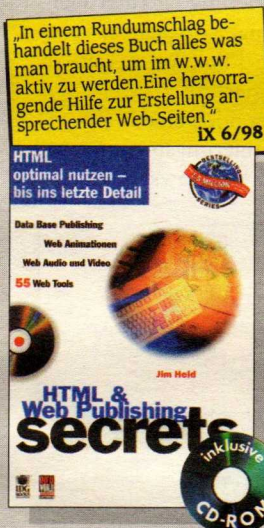 „In einem Rundumschlag be-
handelt dieses Buch alles was
man braucht, um im w.w.w.
aktiv zu werden.Eine hervorra-
gende Hilfe zur Erstellung an-
sprechender Web-Seiten.“
iX 6/98
HTML
optimal nutzen –
bis ins letzte Detail
BESTSELLER
SERIES
Data Base Publishing
Web Animationen
Web Audio und Video
55 Web Tools
Jim Heid
HTML &
Web Publishing
secrets
inklusive
CD-ROM